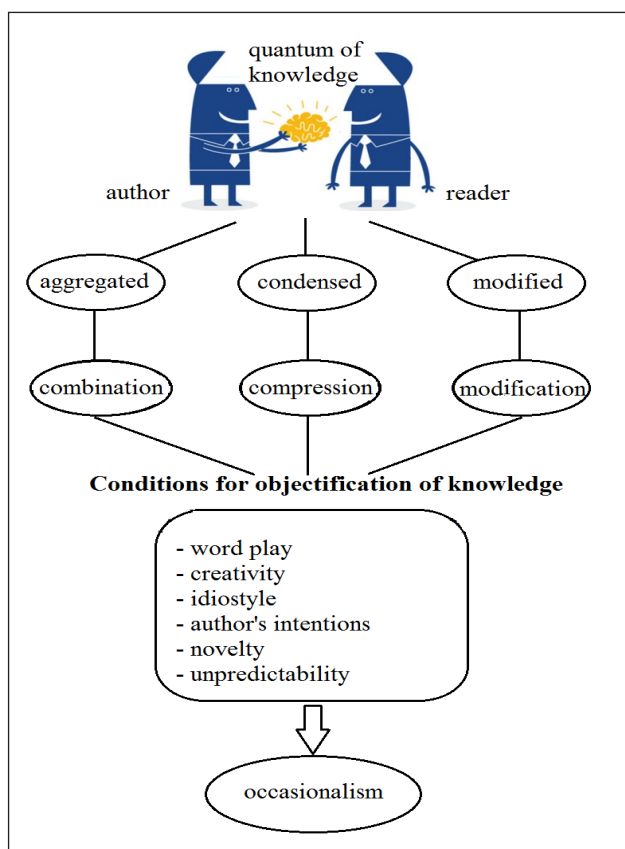 quantum of
knowledge
author
reader
aggregated
condensed
modified
combination
compression
modification
Conditions for objectification of knowledge
- word play
- creativity
- idiostyle
- author's intentions
- novelty
- unpredictability
occasionalism